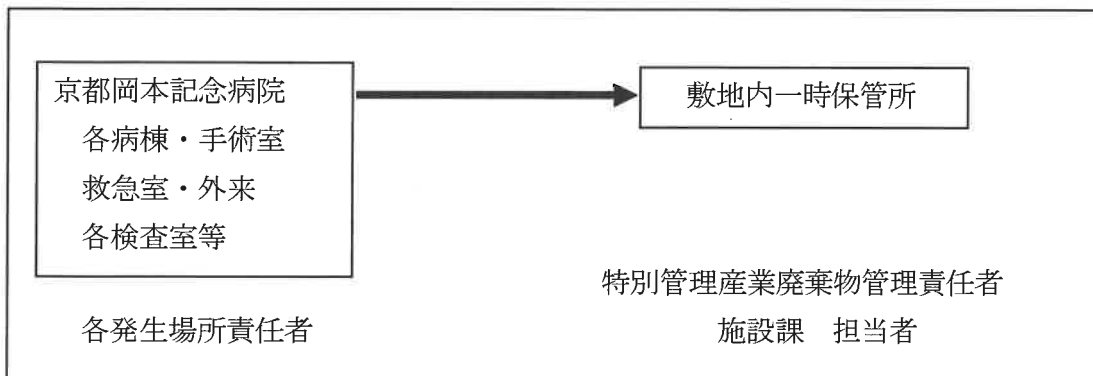 京都岡本記念病院
各病棟・手術室
救急室・外来
各検査室等
敷地内一時保管所
各発生場所責任者
特別管理産業廃棄物管理責任者
施設課　担当者